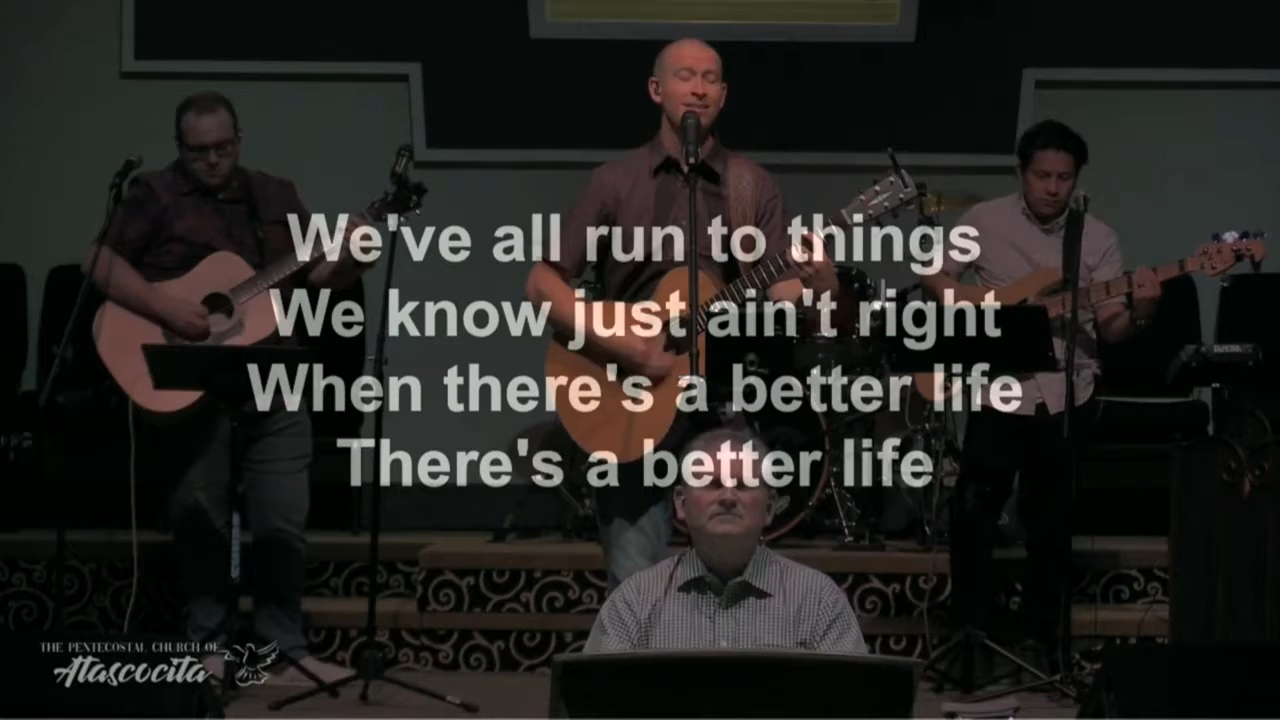 We've all run to things
We know just ain't right
When there's a better life
There's a better life
THE PENTECOSTAL CHURCH OF
Atascocita